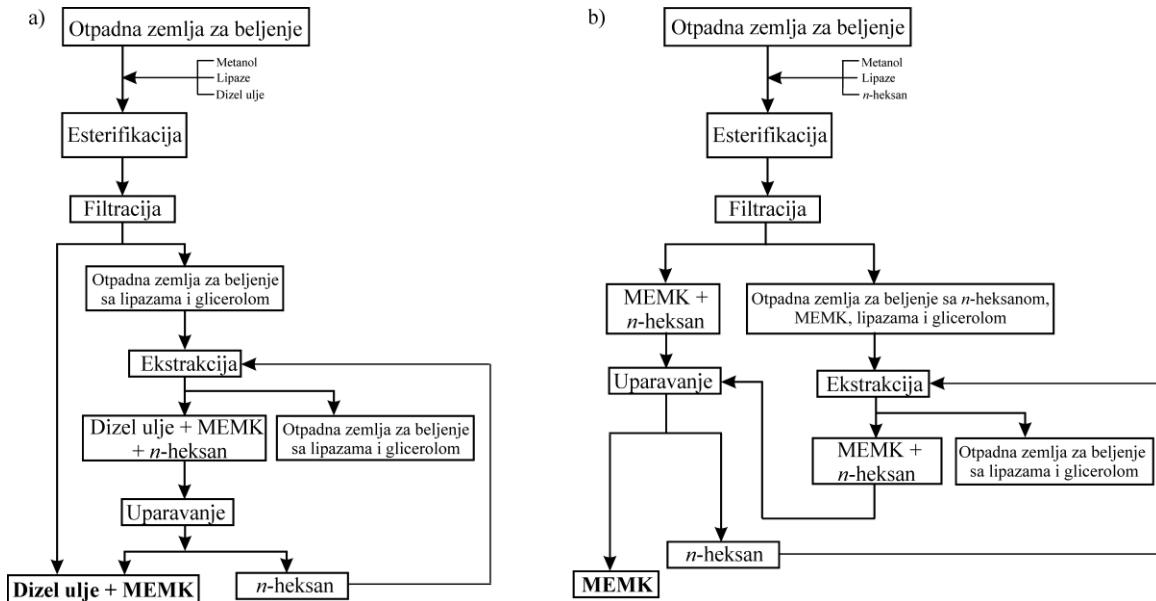 a)
Otpadna zemlja za beljenje
Metanol
Lipaze
Dizel ulje
Esterifikacija
Filtracija
Otpadna zemlja za beljenje
sa lipazama i glicerolom
Ekstrakcija
Dizel ulje + MEMK
+ n-heksan
Otpadna zemlja za beljenje
sa lipazama i glicerolom
Uparavanje
Dizel ulje + MEMK
n-heksan
b)
Otpadna zemlja za beljenje
Metanol
Lipaze
n-heksan
Esterifikacija
Filtracija
MEMK +
n-heksan
Otpadna zemlja za beljenje sa n-heksanom,
MEMK, lipazama i glicerolom
Uparavanje
Ekstrakcija
MEMK +
n-heksan
Otpadna zemlja za beljenje
sa lipazama i glicerolom
n-heksan
MEMK